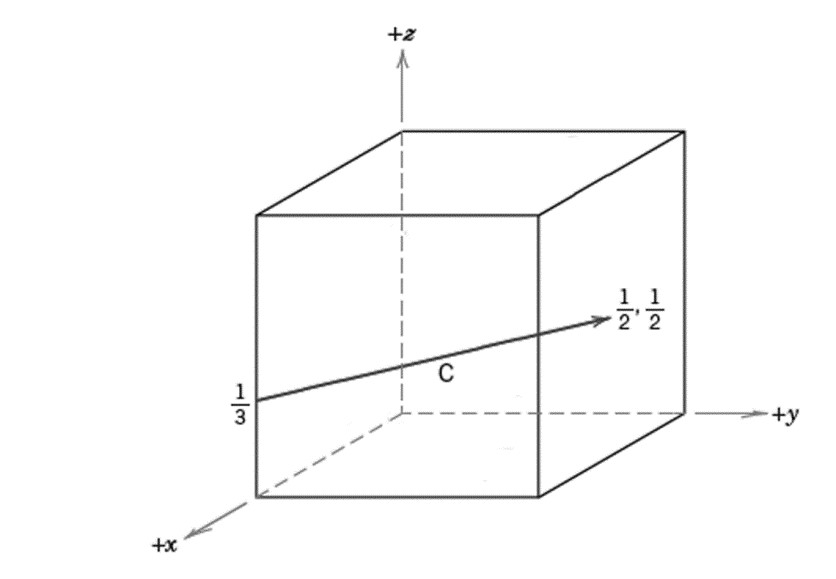 +z
1/2, 1/2
C
1/3
+y
+x